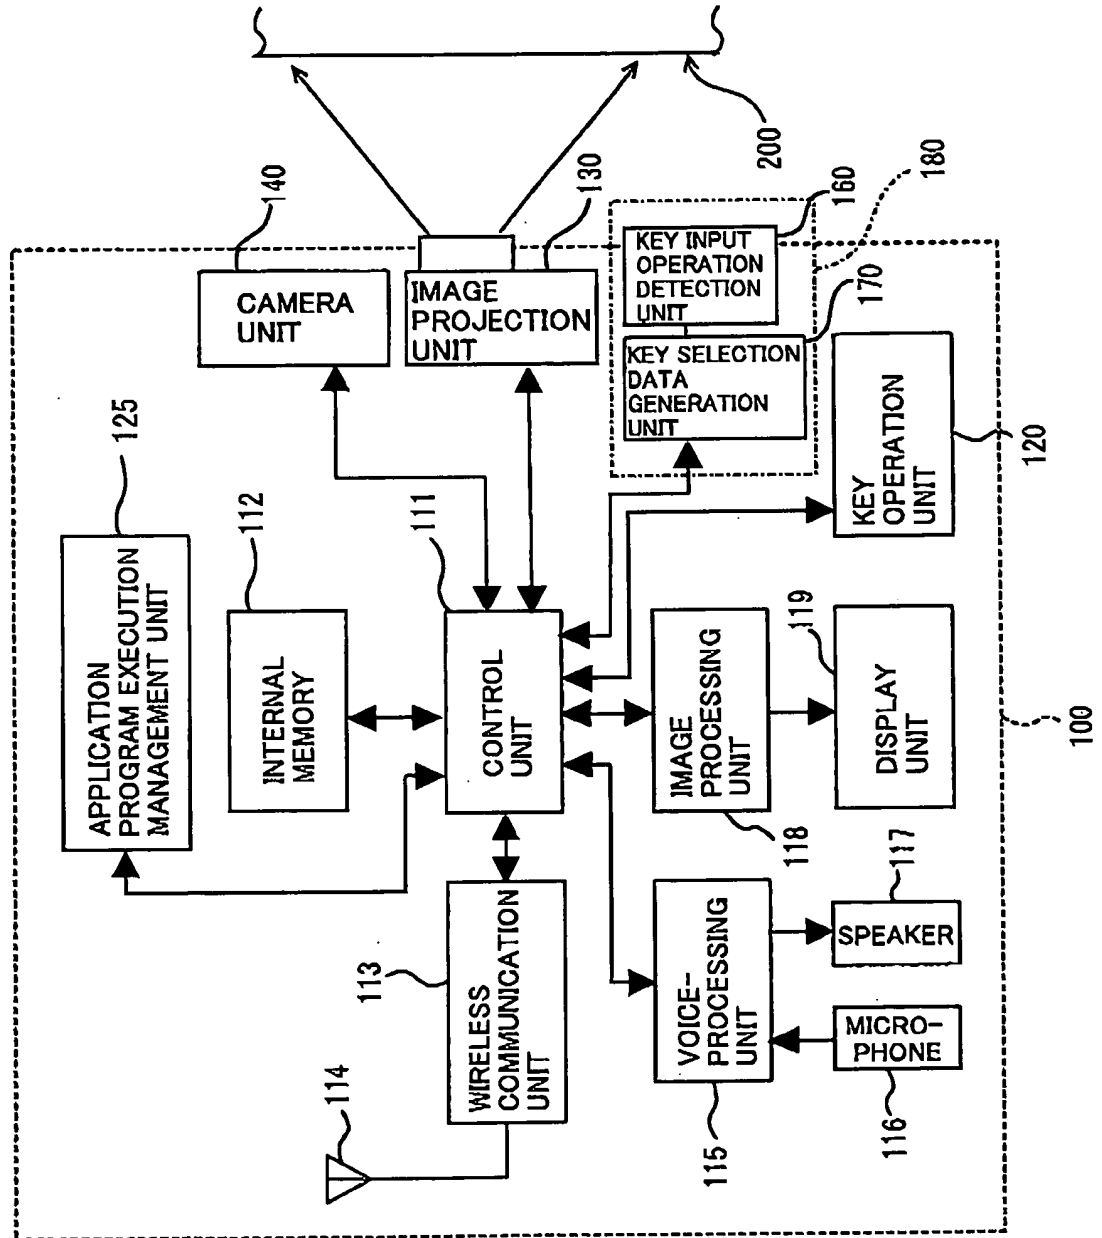 APPLICATION
PROGRAM EXECUTION
MANAGEMENT UNIT
125
INTERNAL
MEMORY
112
CAMERA
UNIT
140
IMAGE
PROJECTION
UNIT
130
WIRELESS
COMMUNICATION
UNIT
113
114
CONTROL
UNIT
111
KEY INPUT
OPERATION
DETECTION
UNIT
160
KEY SELECTION
DATA
GENERATION
UNIT
170
180
200
VOICE-
PROCESSING
UNIT
115
IMAGE PROCESSING
UNIT
118
MICRO-
PHONE
116
SPEAKER
117
DISPLAY
UNIT
119
KEY
OPERATION
UNIT
120
100